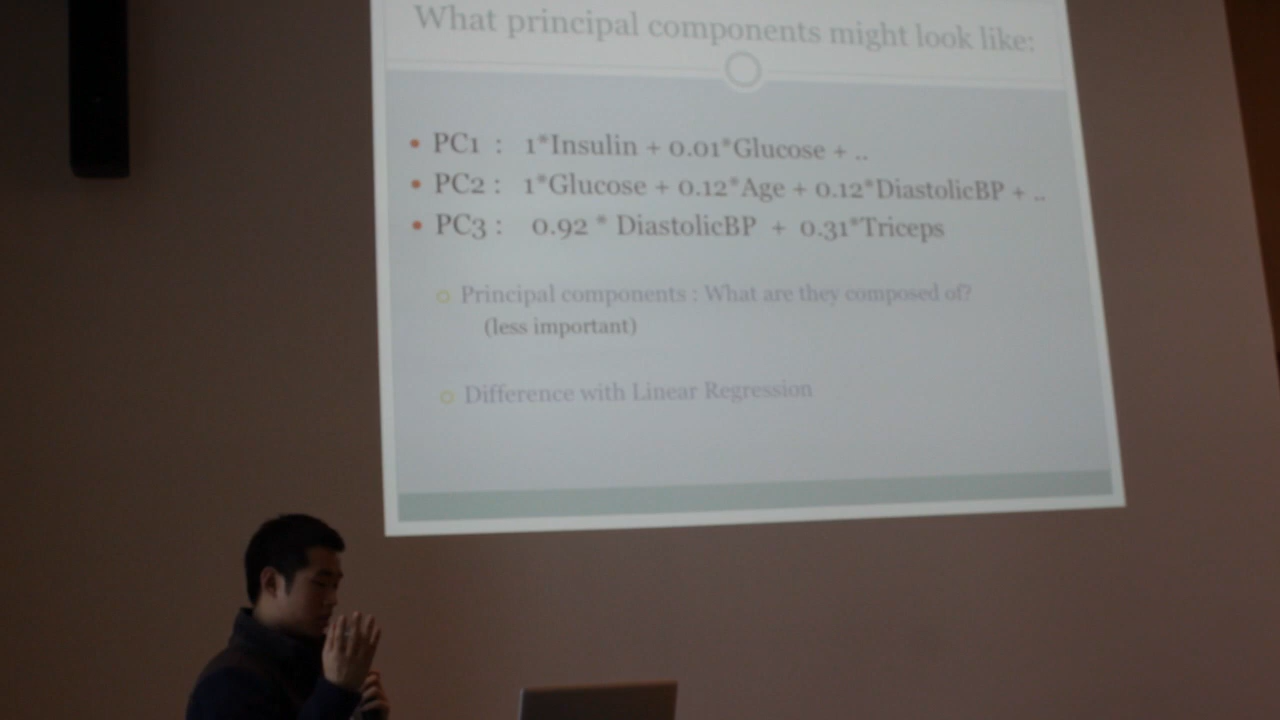 What principal components might look like:
• PC1 : 1*Insulin + 0.01*Glucose + ..
• PC2 : 1*Glucose + 0.12*Age + 0.12*DiastolicBP + ..
• PC3 : 0.92 * DiastolicBP + 0.31*Triceps
Principal components : What are they composed of?
(less important)
Difference with Linear Regression